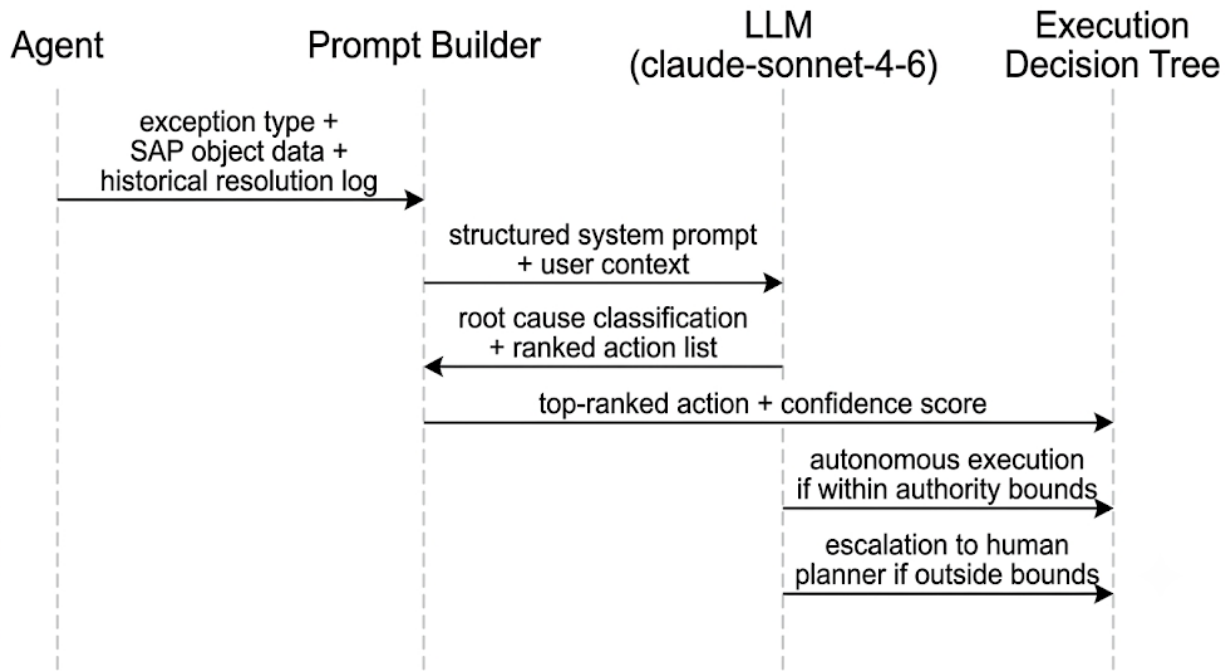 Agent
Prompt Builder
LLM
(claude-sonnet-4-6)
Execution
Decision Tree
exception type +
SAP object data +
historical resolution log
structured system prompt
+ user context
root cause classification
+ ranked action list
top-ranked action + confidence score
autonomous execution
if within authority bounds
escalation to human
planner if outside bounds